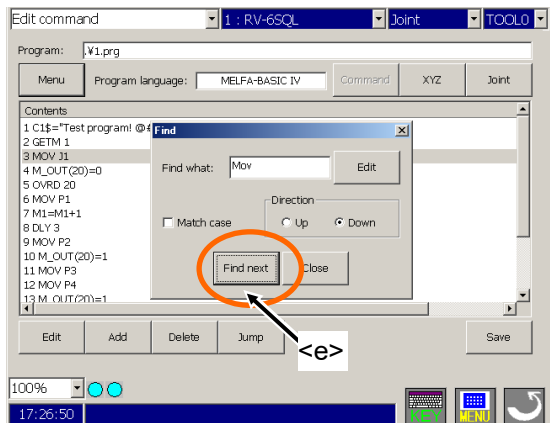 Edit command 1 : RV-6SQL Joint TOOL0
Program: .¥1.prg
Menu Program language: MELFA-BASIC IV Command XYZ Joint
Contents
1 C1$="Test program! @
2 GETM 1
3 MOV J1
4 M_OUT(20)=0
5 OVRD 20
6 MOV P1
7 M1=M1+1
8 DLY 3
9 MOV P2
10 M_OUT(20)=1
11 MOV P3
12 MOV P4
13 M_OUT(20)=1
Find
Find what: Mov Edit
Direction
Match case Up Down
Find next Close
<e>
Edit Add Delete Jump Save
100%
17:26:50
KEY MENU